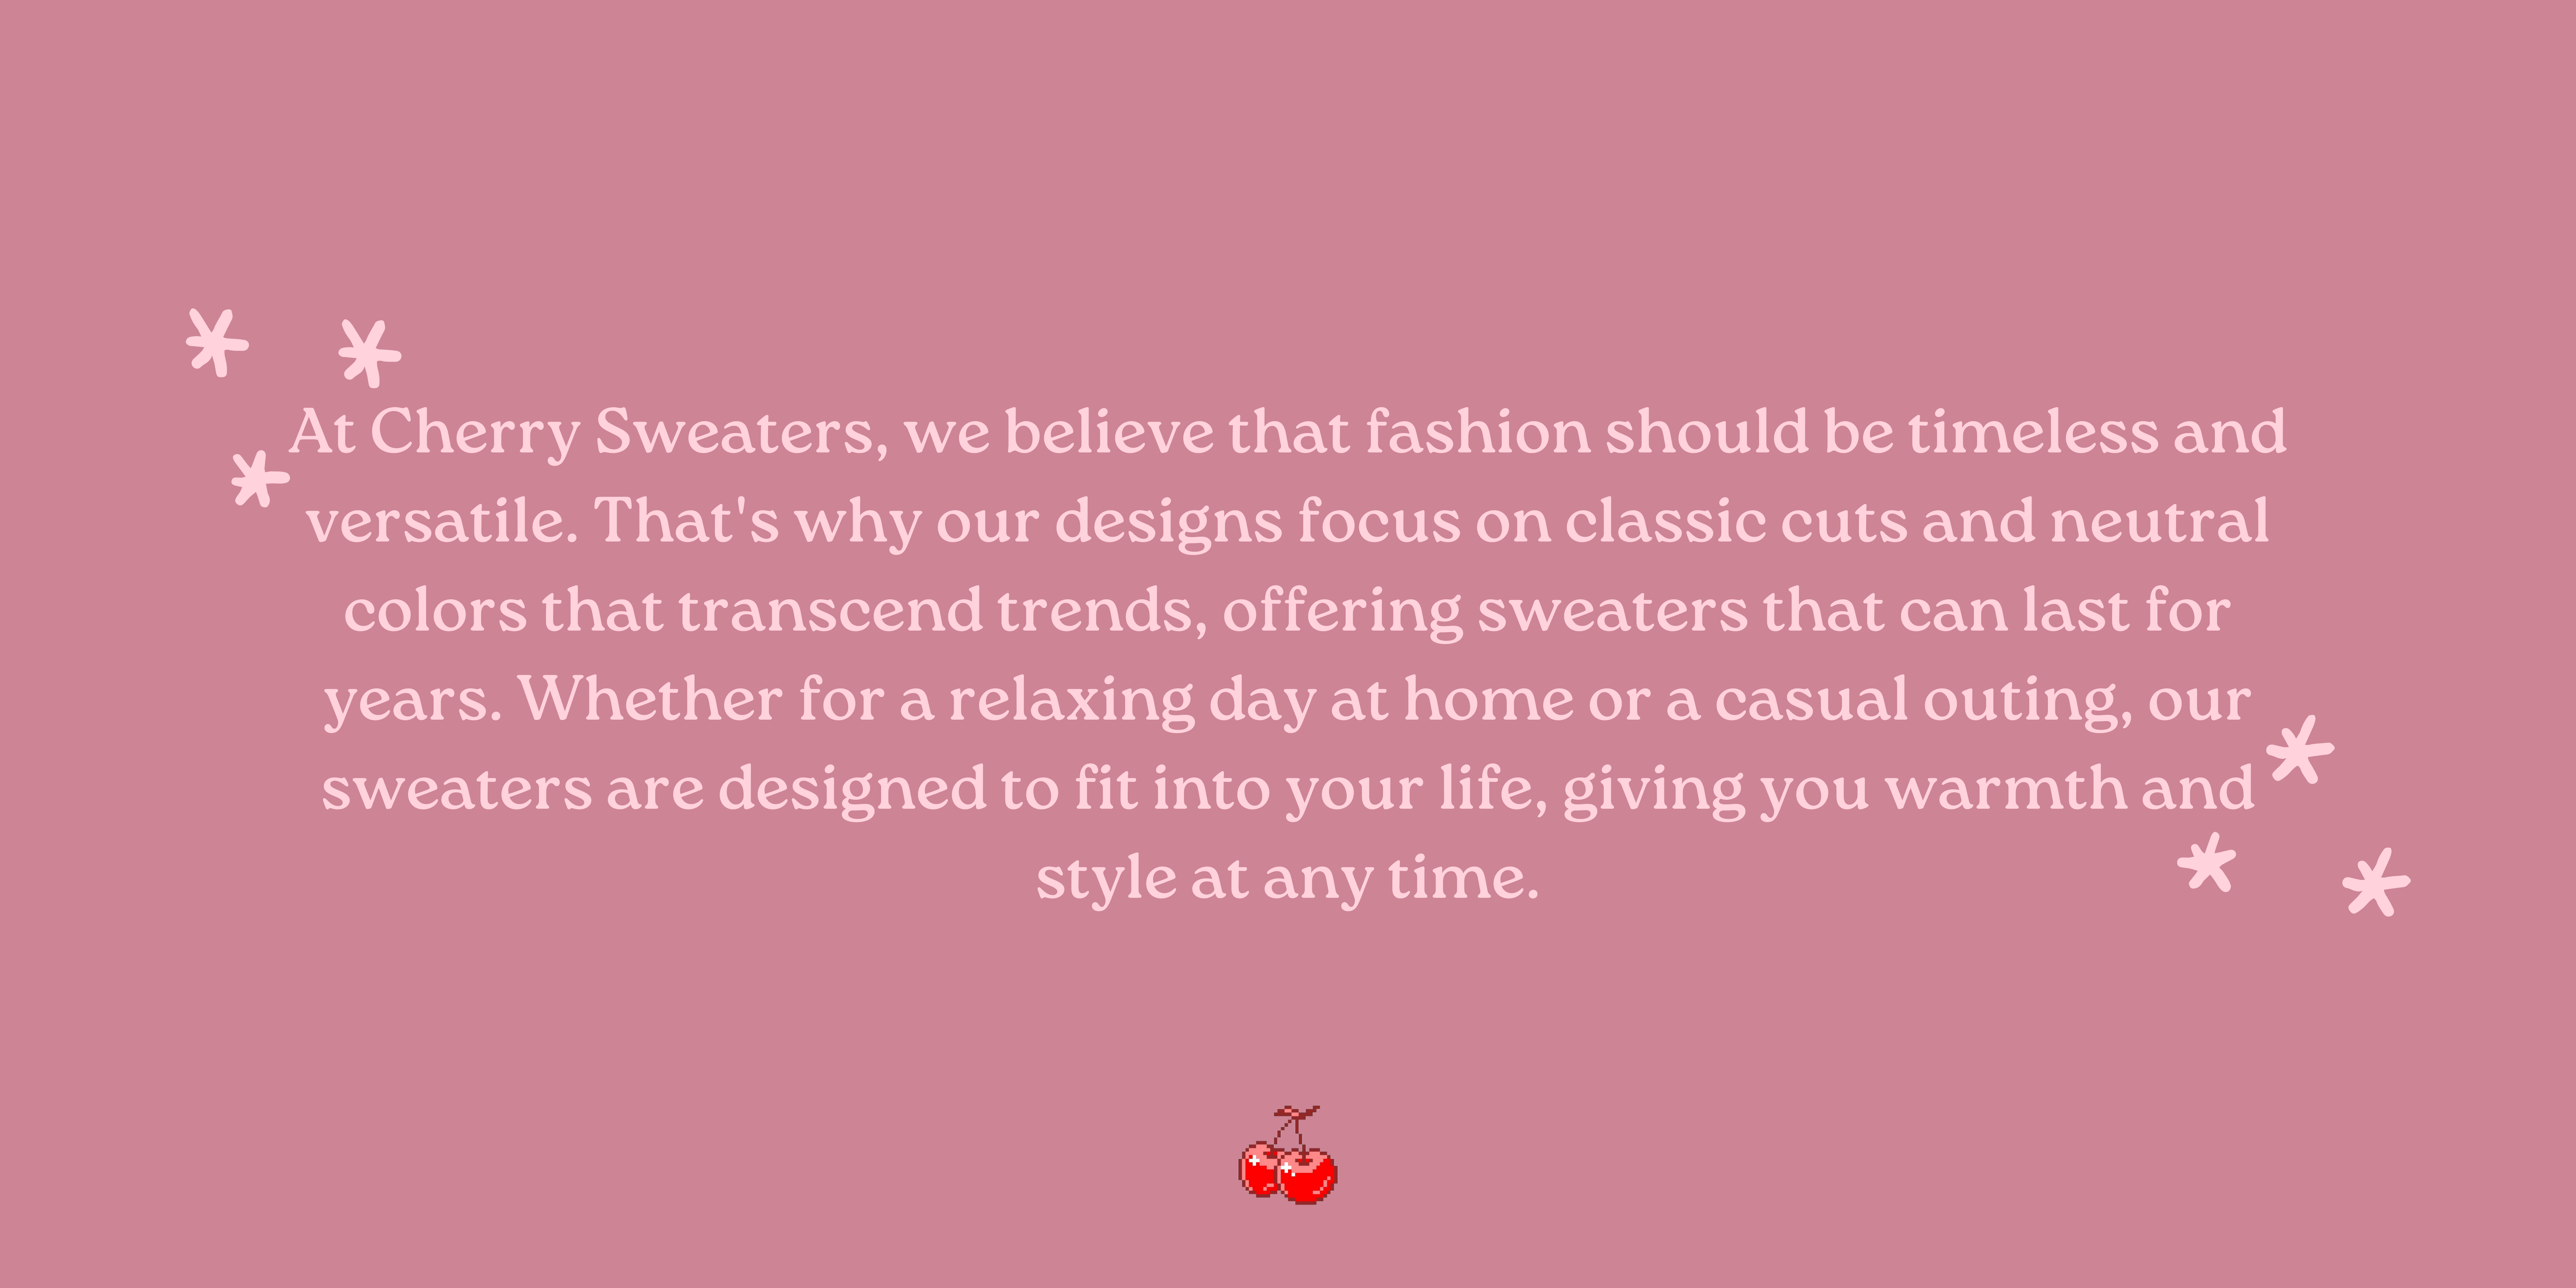 At Cherry Sweaters, we believe that fashion should be timeless and
versatile. That's why our designs focus on classic cuts and neutral
colors that transcend trends, offering sweaters that can last for
years. Whether for a relaxing day at home or a casual outing, our
sweaters are designed to fit into your life, giving you warmth and
style at any time.